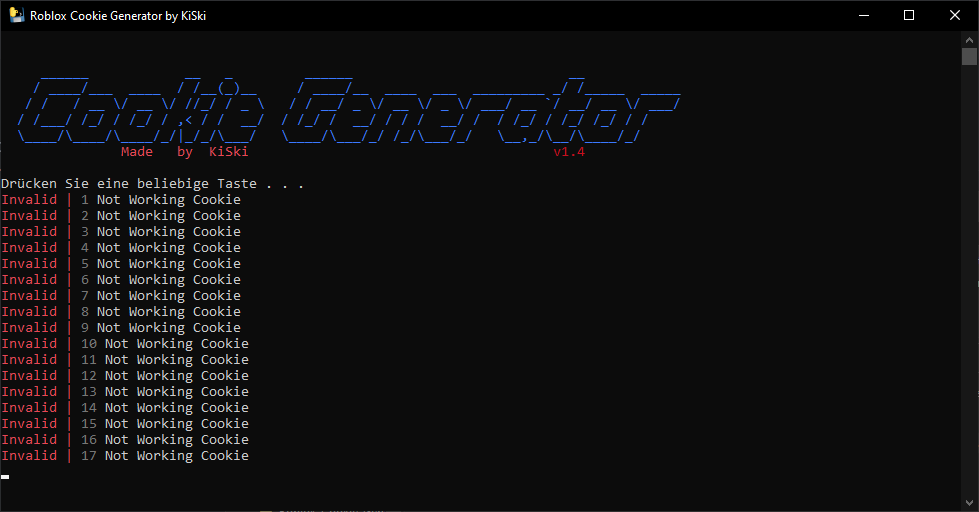 Roblox Cookie Generator by KiSki
Cookie Generator
Made by KiSki v1.4
Drücken Sie eine beliebige Taste . . .
Invalid | 1 Not Working Cookie
Invalid | 2 Not Working Cookie
Invalid | 3 Not Working Cookie
Invalid | 4 Not Working Cookie
Invalid | 5 Not Working Cookie
Invalid | 6 Not Working Cookie
Invalid | 7 Not Working Cookie
Invalid | 8 Not Working Cookie
Invalid | 9 Not Working Cookie
Invalid | 10 Not Working Cookie
Invalid | 11 Not Working Cookie
Invalid | 12 Not Working Cookie
Invalid | 13 Not Working Cookie
Invalid | 14 Not Working Cookie
Invalid | 15 Not Working Cookie
Invalid | 16 Not Working Cookie
Invalid | 17 Not Working Cookie